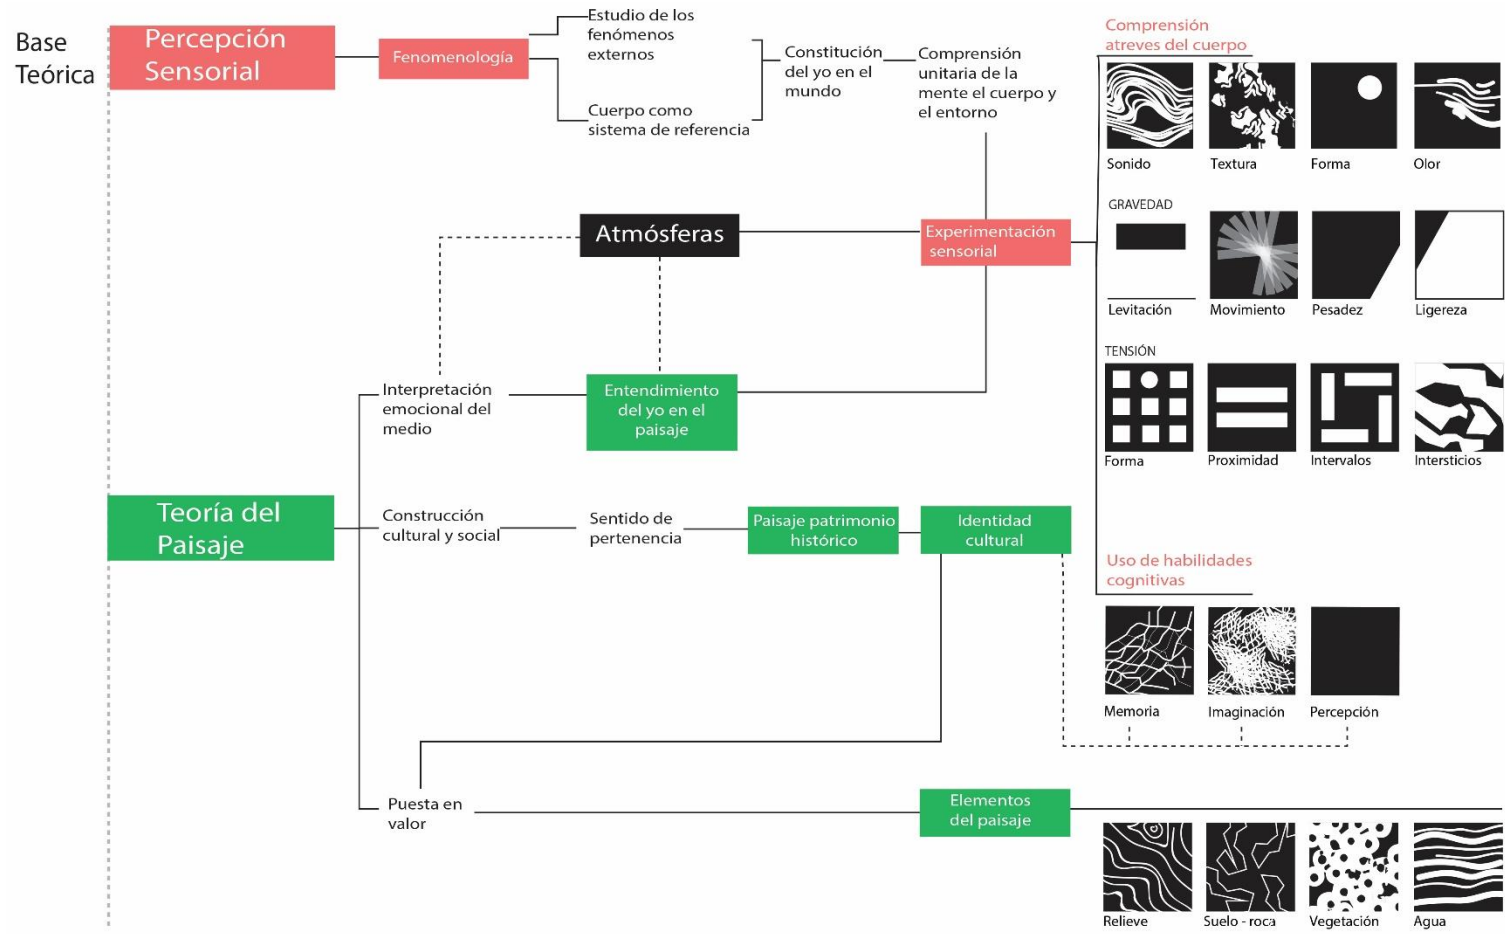 Base
Teórica
Percepción
Sensorial
Fenomenología
Estudio de los
fenómenos
externos
Cuerpo como
sistema de referencia
Constitución
del yo en el
mundo
Comprensión
unitaria de la
mente el cuerpo y
el entorno
Comprensión
atreves del cuerpo
Sonido
Textura
Forma
Olor
Atmósferas
Experimentación
sensorial
GRAVEDAD
Levitación
Movimiento
Pesadez
Ligereza
TENSIÓN
Forma
Proximidad
Intervalos
Intersticios
Interpretación
emocional del
medio
Entendimiento
del yo en el
paisaje
Teoría del
Paisaje
Construcción
cultural y social
Sentido de
pertenencia
Paisaje patrimonio
histórico
Identidad
cultural
Uso de habilidades
cognitivas
Memoria
Imaginación
Percepción
Puesta en
valor
Elementos
del paisaje
Relieve
Suelo - roca
Vegetación
Agua